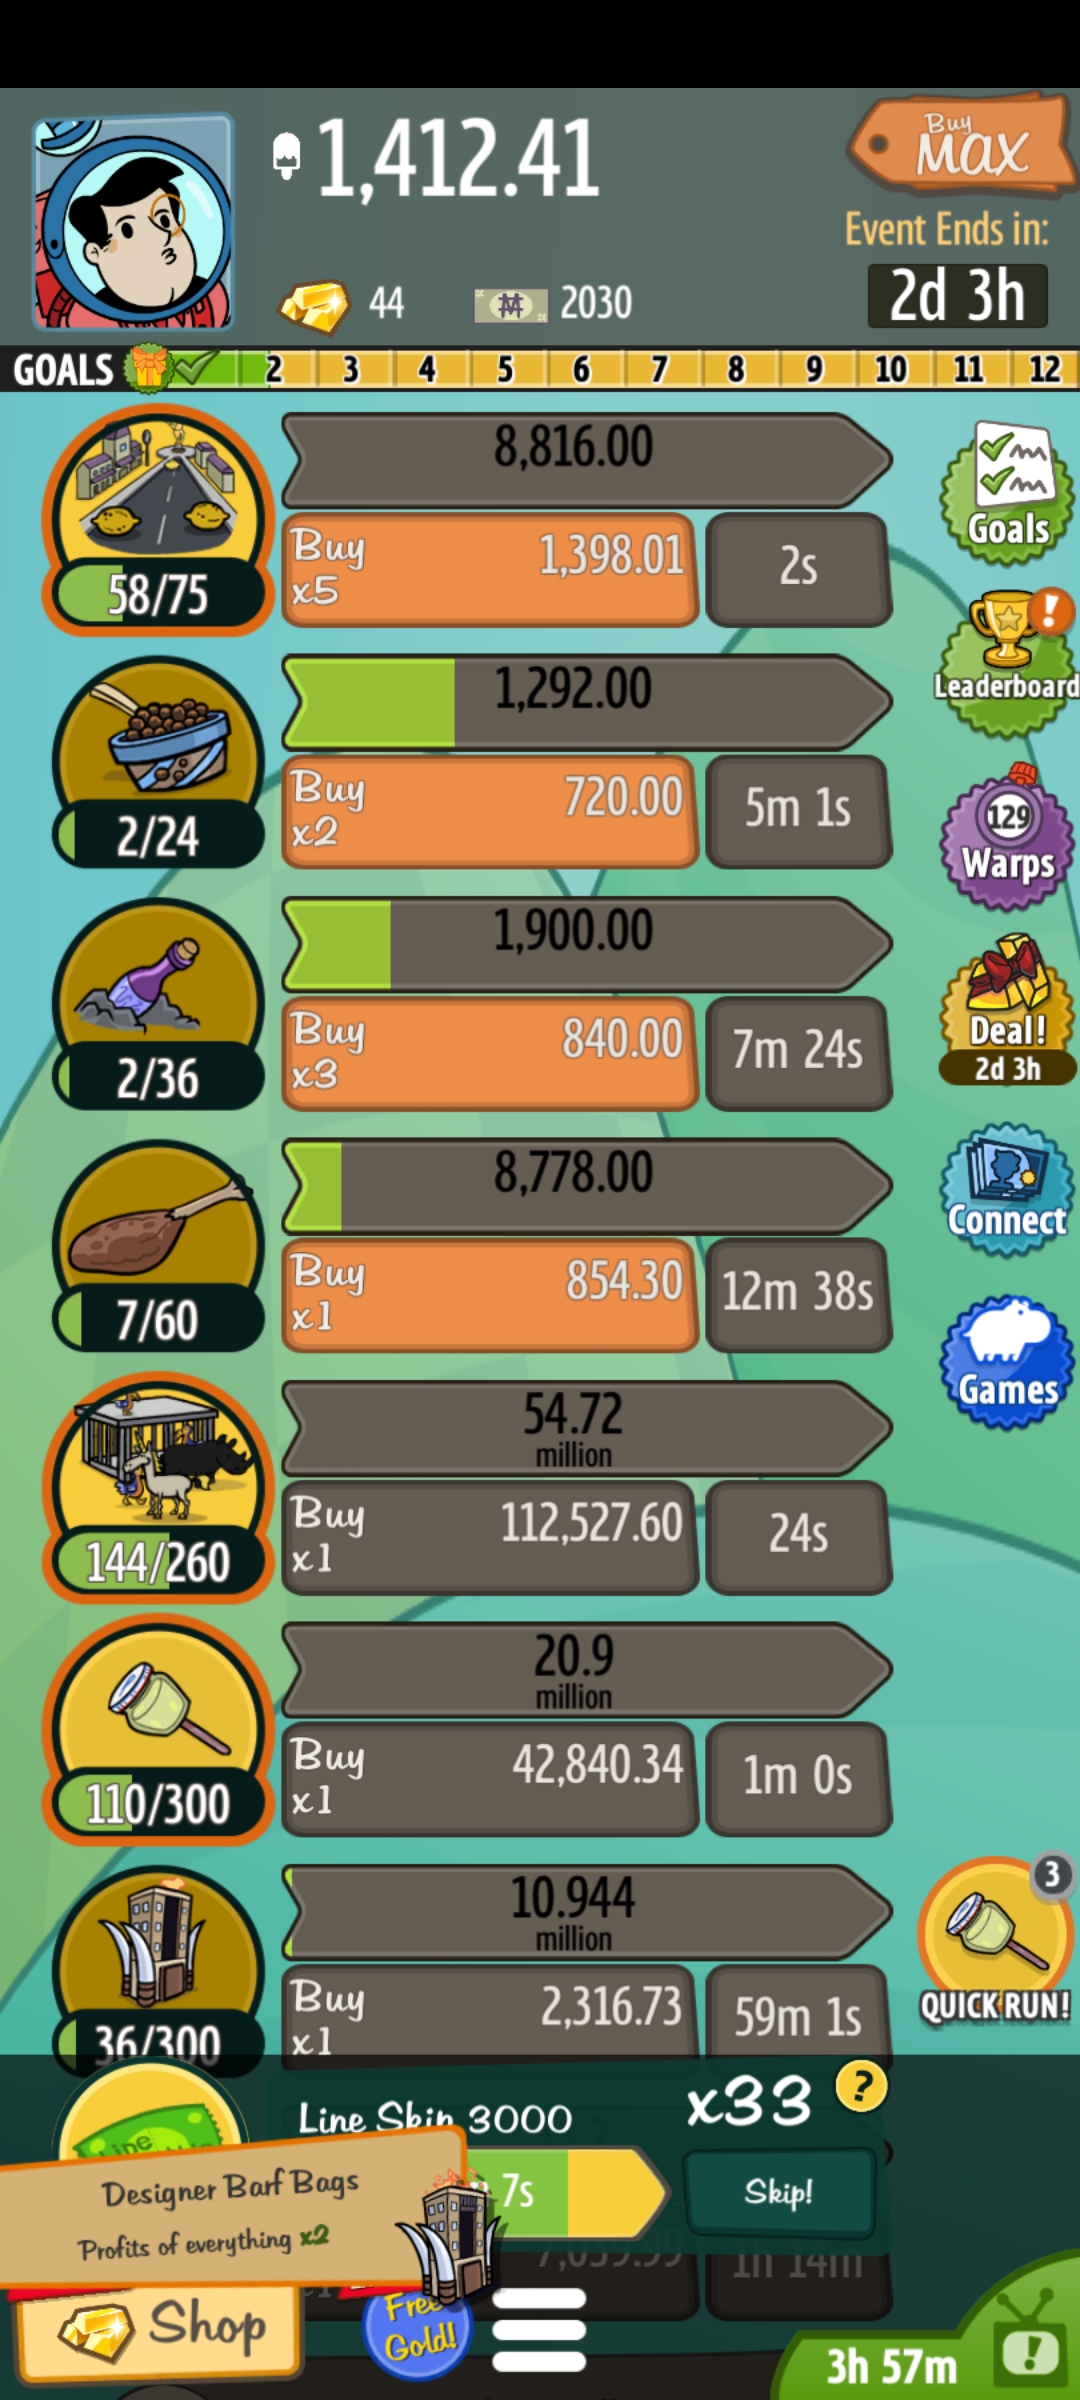 1,412.41
Buy
MAX
Event Ends in:
2d 3h
44
2030
GOALS 2 3 4 5 6 7 8 9 10 11 12
8,816.00
Buy
x5
1,398.01
2s
58/75
Goals
1,292.00
Buy
x2
720.00
5m 1s
2/24
Leaderboard
1,900.00
Buy
x3
840.00
7m 24s
2/36
129
Warps
8,778.00
Buy
x1
854.30
12m 38s
7/60
Deal!
2d 3h
Connect
Games
54.72
million
Buy
x1
112,527.60
24s
144/260
20.9
million
Buy
x1
42,840.34
1m 0s
110/300
10.944
million
Buy
x1
2,316.73
59m 1s
36/300
3
QUICK RUN!
Line Skip 3000
x33
?
Line
7s
Skip!
Designer Barf Bags
Profits of everything x2
7,039.99
1h 14m
Shop
Free
Gold!
3h 57m